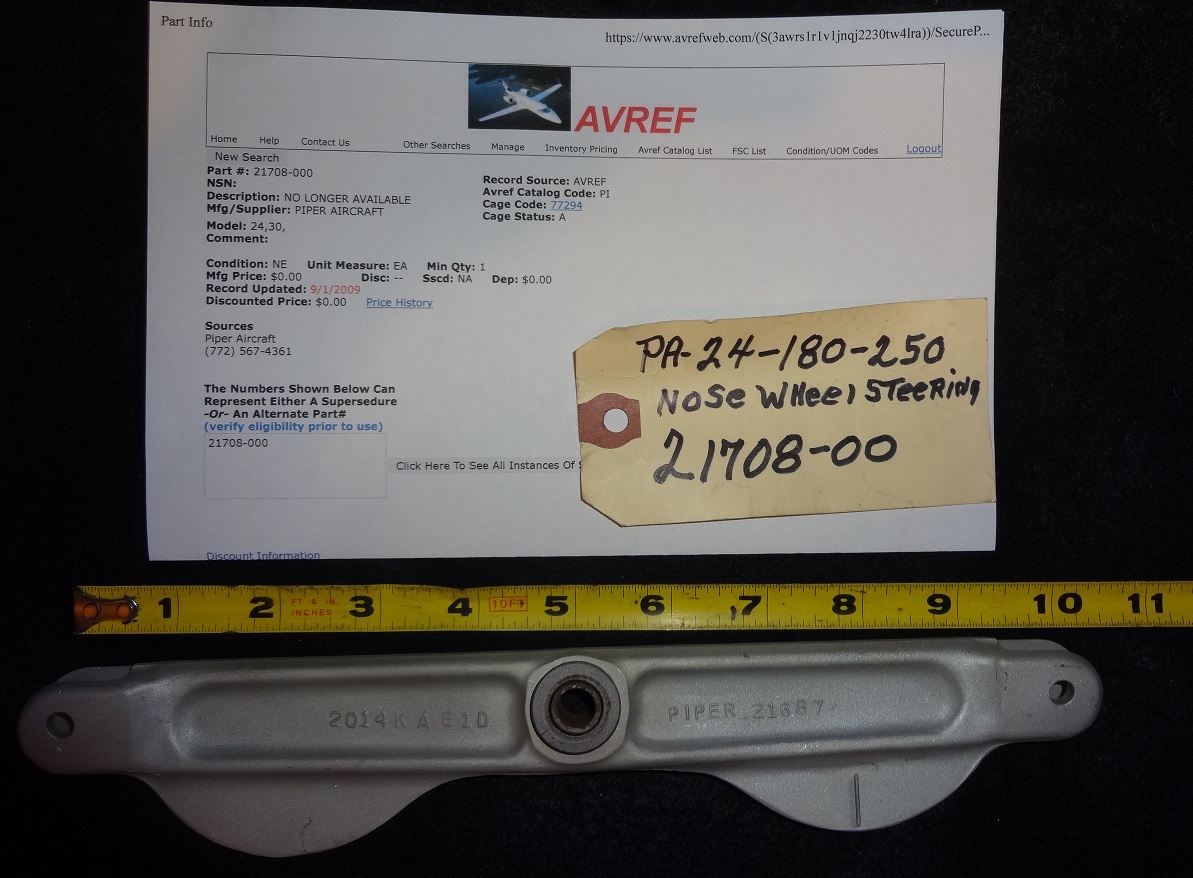 Part Info
https://www.avrefweb.com/(S(3awrs1r1v1jnqj2230tw4lra))/SecureP...
AVREF
Home Help Contact Us Other Searches Manage Inventory Pricing Avref Catalog List FSC List Condition/UOM Codes Logout
New Search
Part #: 21708-000
NSN:
Description: NO LONGER AVAILABLE
Mfg/Supplier: PIPER AIRCRAFT
Model: 24,30,
Comment:
Record Source: AVREF
Avref Catalog Code: PI
Cage Code: 77294
Cage Status: A
Condition: NE Unit Measure: EA Min Qty: 1
Mfg Price: $0.00 Disc: -- Sscd: NA Dep: $0.00
Record Updated: 9/1/2009
Discounted Price: $0.00 Price History
Sources
Piper Aircraft
(772) 567-4361
The Numbers Shown Below Can
Represent Either A Supersedure
-Or- An Alternate Part#
(verify eligibility prior to use)
21708-000
Click Here To See All Instances Of
Discount Information
PA-24-180-250
NOSE WHEEL STEERING
21708-00
1 2 FT & IN. 3 4 10FT 5 6 7 8 9 10 11
INCHES
2014 K A E 1D
PIPER 21687